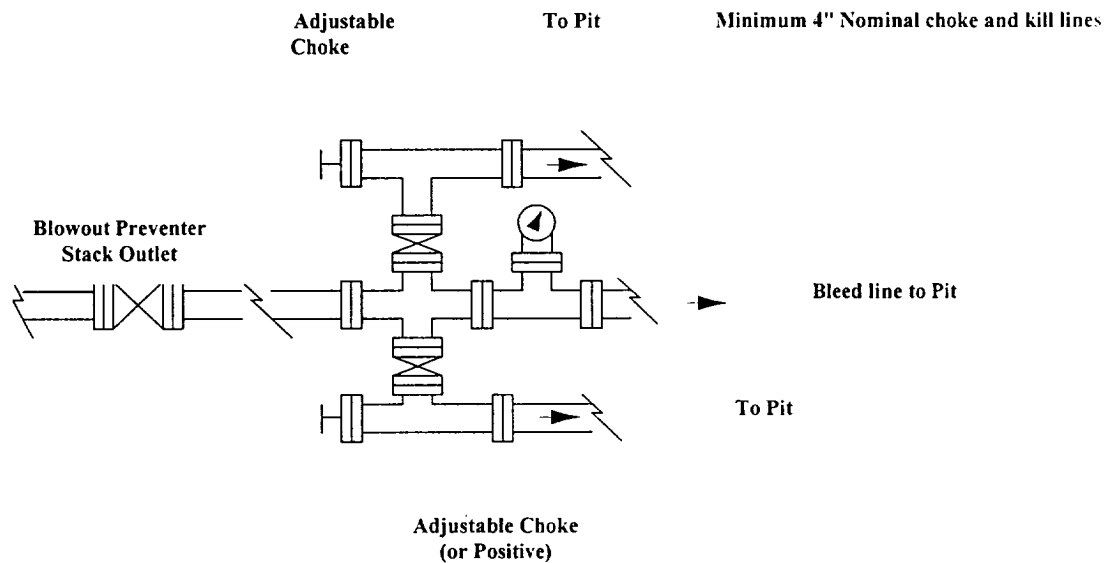 Adjustable
Choke
To Pit
Minimum 4" Nominal choke and kill lines
Blowout Preventer
Stack Outlet
Bleed line to Pit
To Pit
Adjustable Choke
(or Positive)